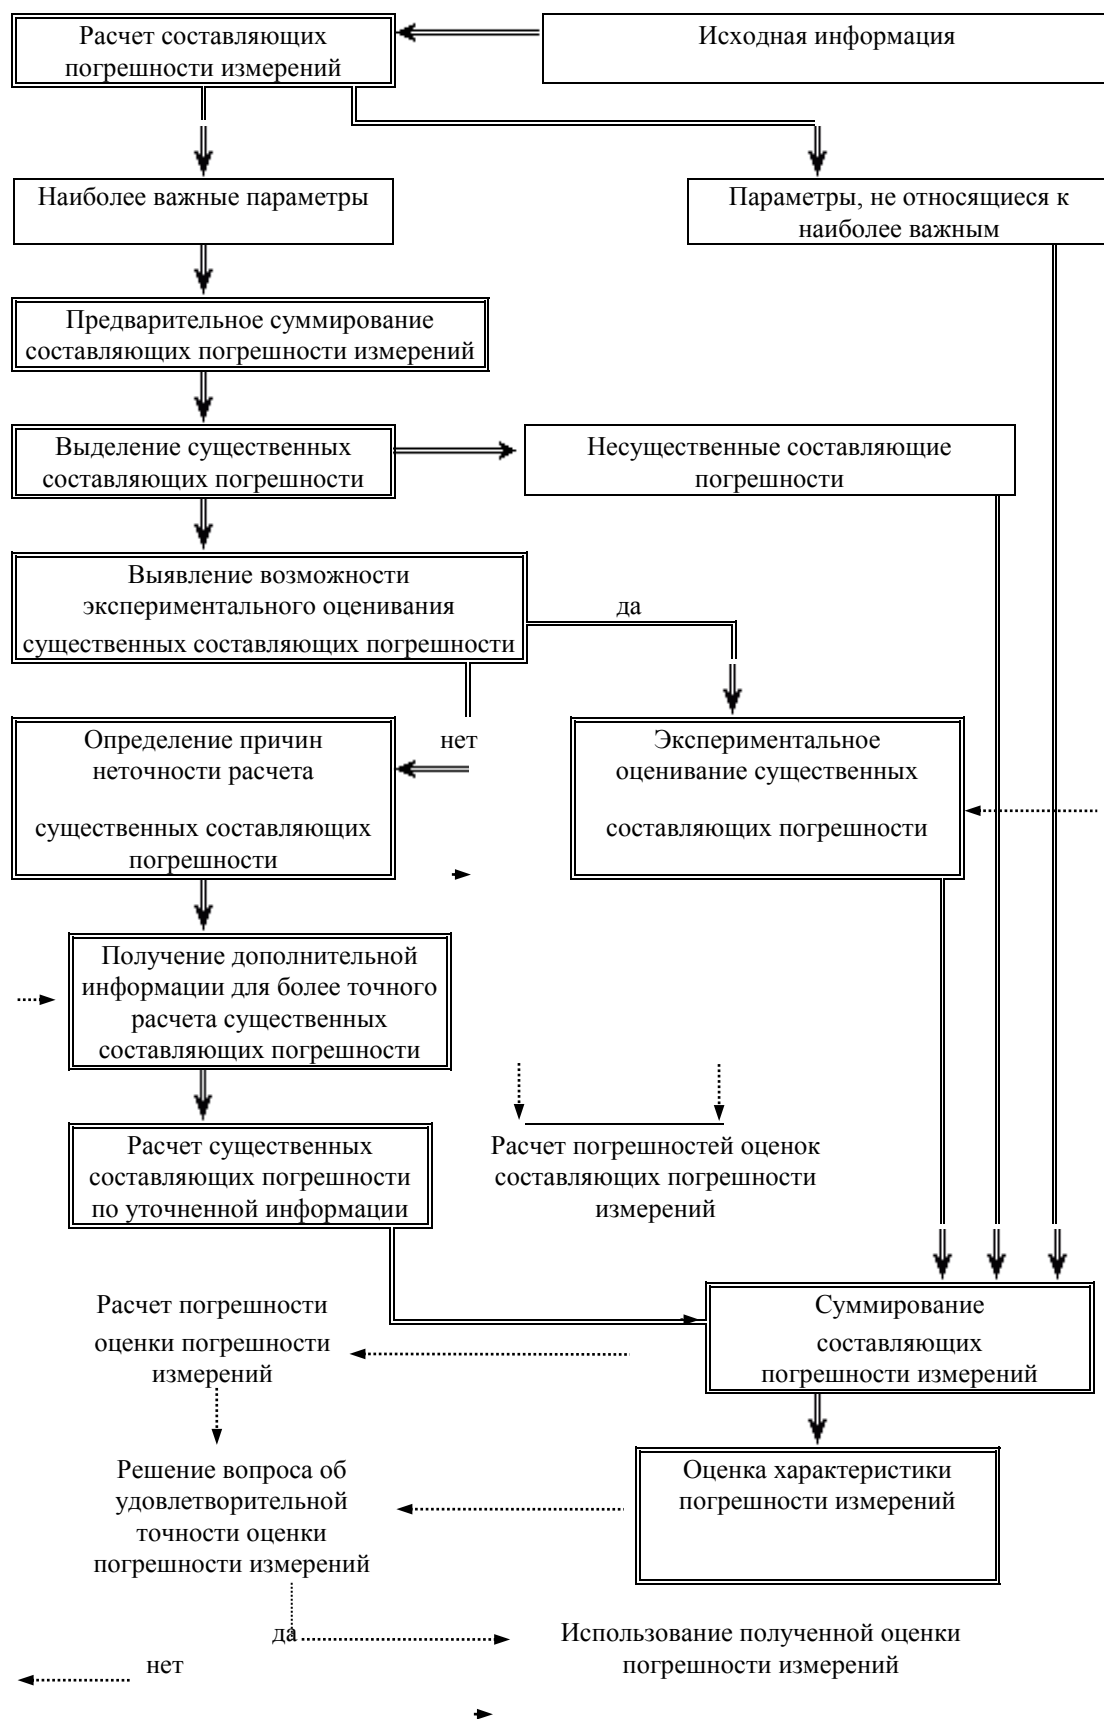 Расчет составляющих
погрешности измерений
Исходная информация
Наиболее важные параметры
Параметры, не относящиеся к
наиболее важным
Предварительное суммирование
составляющих погрешности измерений
Выделение существенных
составляющих погрешности
Несущественные составляющие
погрешности
Выявление возможности
экспериментального оценивания
существенных составляющих погрешности
да
Определение причин
неточности расчета
существенных составляющих
погрешности
нет
Экспериментальное
оценивание существенных
составляющих погрешности
Получение дополнительной
информации для более точного
расчета существенных
составляющих погрешности
Расчет существенных
составляющих погрешности
по уточненной информации
Расчет погрешностей оценок
составляющих погрешности
измерений
Расчет погрешности
оценки погрешности
измерений
Суммирование
составляющих
погрешности измерений
Решение вопроса об
удовлетворительной
точности оценки
погрешности измерений
Оценка характеристики
погрешности измерений
да
нет
Использование полученной оценки
погрешности измерений